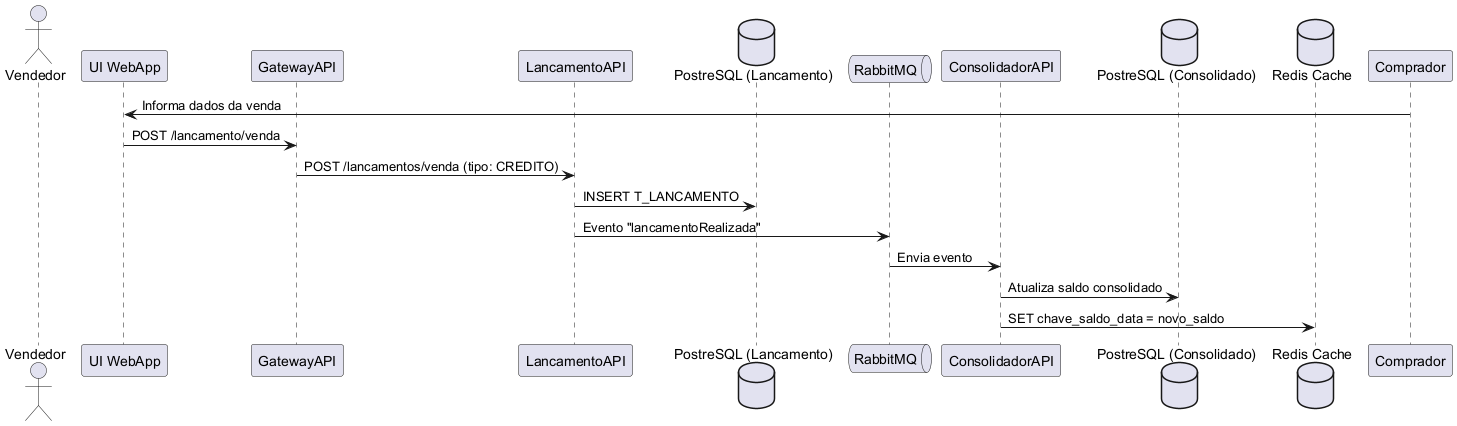 Vendedor
UI WebApp
GatewayAPI
LancamentoAPI
PostreSQL (Lancamento)
RabbitMQ
ConsolidadorAPI
PostreSQL (Consolidado)
Redis Cache
Comprador
Informa dados da venda
POST /lancamento/venda
POST /lancamentos/venda (tipo: CREDITO)
INSERT T_LANCAMENTO
Evento "lancamentoRealizada"
Envia evento
Atualiza saldo consolidado
SET chave_saldo_data = novo_saldo
Vendedor
UI WebApp
GatewayAPI
LancamentoAPI
PostreSQL (Lancamento)
RabbitMQ
ConsolidadorAPI
PostreSQL (Consolidado)
Redis Cache
Comprador